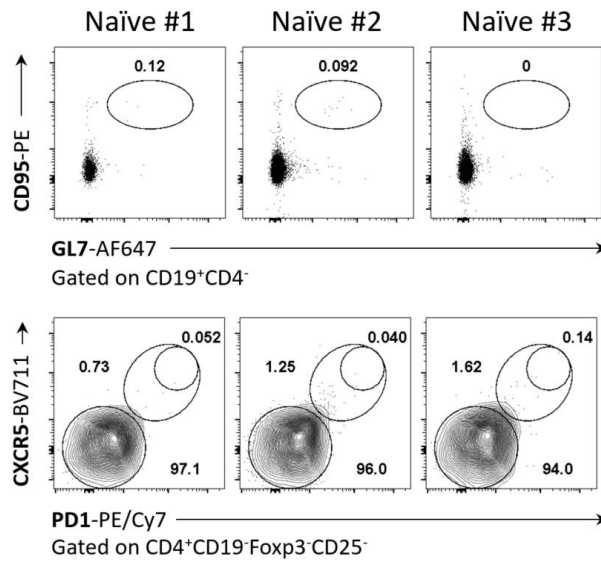 Naïve #1 Naïve #2 Naïve #3
0.12 0.092 0
CD95-PE
GL7-AF647
Gated on CD19⁺CD4⁻
0.052 0.040 0.14
0.73 1.25 1.62
97.1 96.0 94.0
CXCR5-BV711
PD1-PE/Cy7
Gated on CD4⁺CD19⁻Foxp3⁻CD25⁻